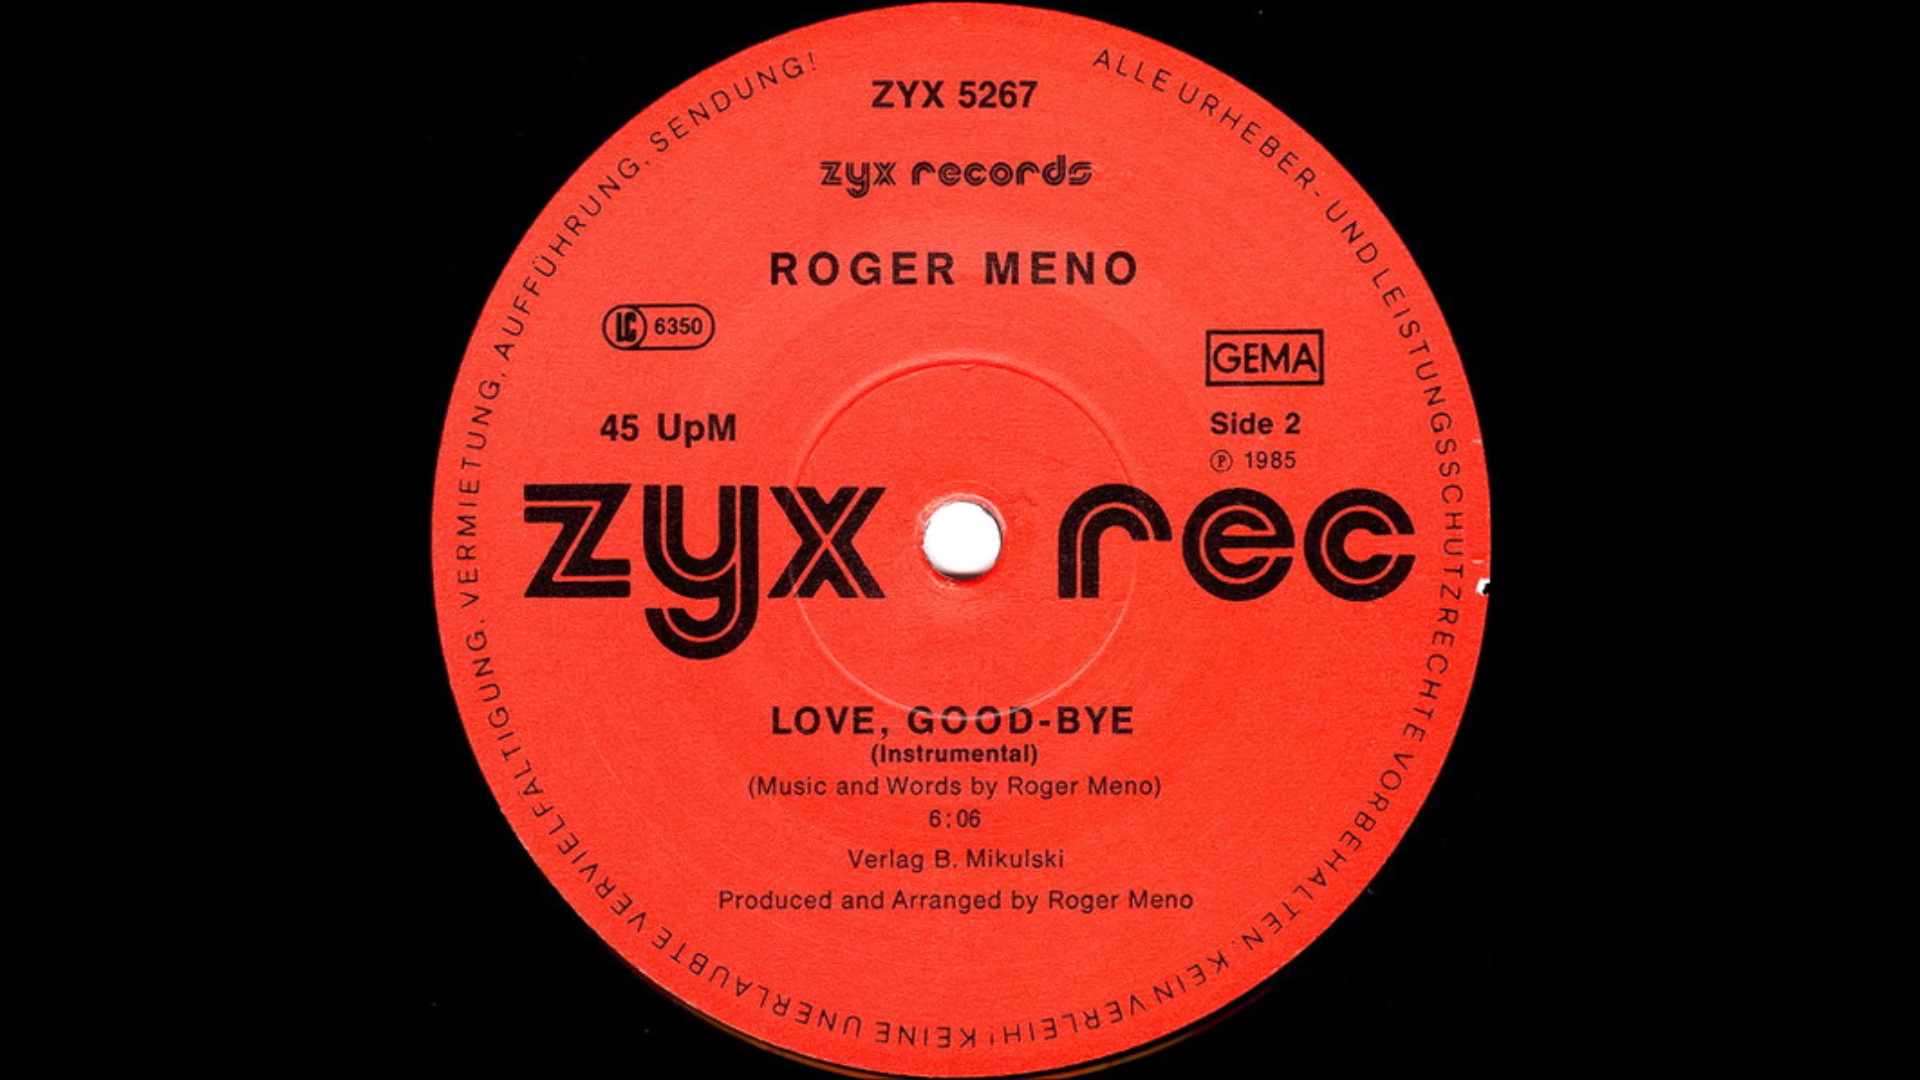 ZYX 5267
zyx records
ROGER MENO
LC 6350
GEMA
45 UpM
Side 2
Ⓟ 1985
zyx rec
LOVE, GOOD-BYE
(Instrumental)
(Music and Words by Roger Meno)
6:06
Verlag B. Mikulski
Produced and Arranged by Roger Meno
ALLE URHEBER- UND LEISTUNGSSCHUTZRECHTE VORBEHALTEN. KEIN VERLEIH! KEINE UNERLAUBTE VERVIELFALTIGUNG, VERMIETUNG, AUFFÜHRUNG, SENDUNG!